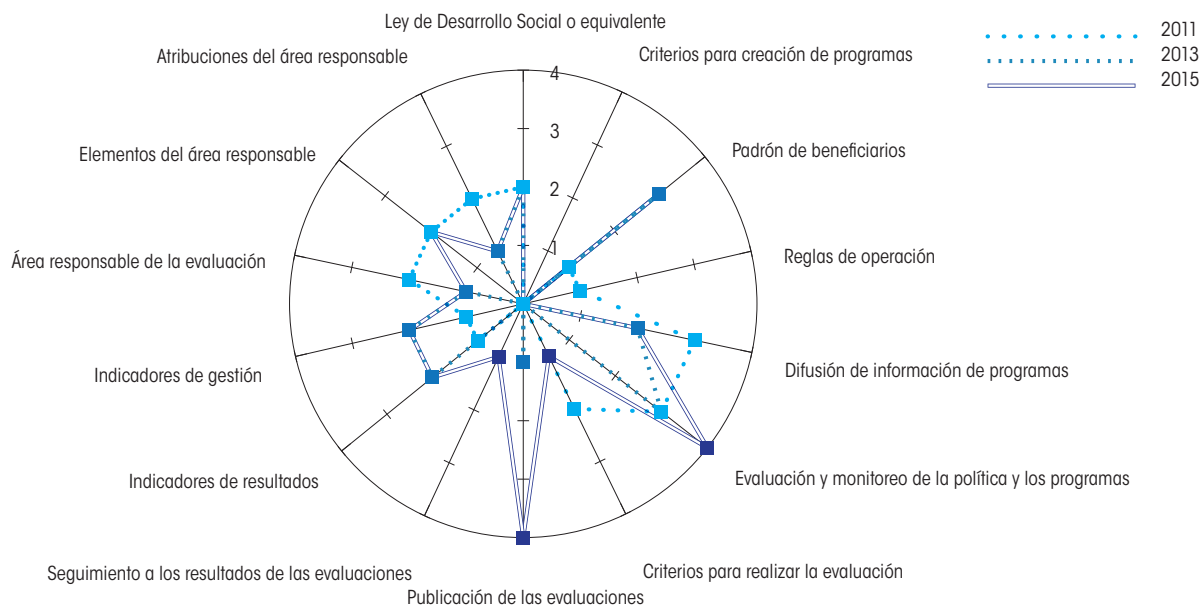 Ley de Desarrollo Social o equivalente
2011
Atribuciones del área responsable
Criterios para creación de programas
2013
2015
4
3
2
1
Elementos del área responsable
Padrón de beneficiarios
Área responsable de la evaluación
Reglas de operación
Indicadores de gestión
Difusión de información de programas
Indicadores de resultados
Evaluación y monitoreo de la política y los programas
Seguimiento a los resultados de las evaluaciones
Criterios para realizar la evaluación
Publicación de las evaluaciones